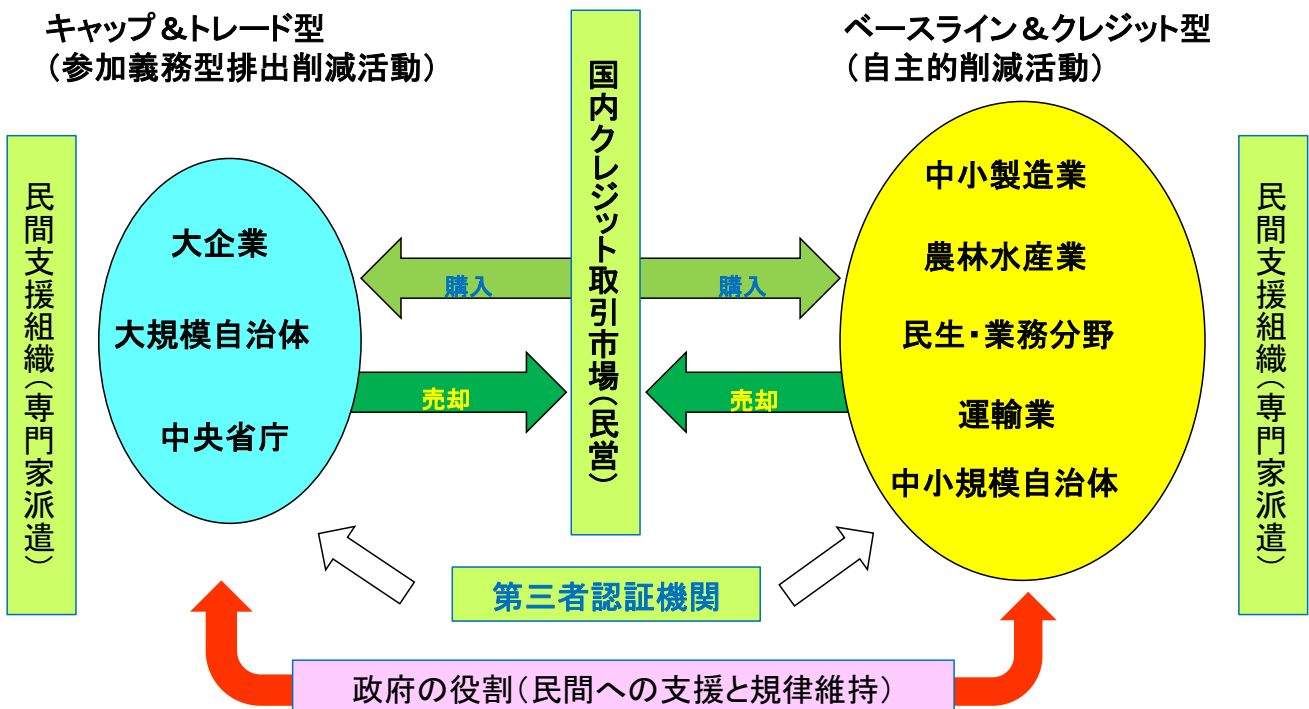 キャップ＆トレード型
（参加義務型排出削減活動）
ベースライン＆クレジット型
（自主的削減活動）
民間支援組織（専門家派遣）
大企業
大規模自治体
中央省庁
国内クレジット取引市場（民営）
購入
購入
売却
売却
中小製造業
農林水産業
民生・業務分野
運輸業
中小規模自治体
民間支援組織（専門家派遣）
第三者認証機関
政府の役割（民間への支援と規律維持）